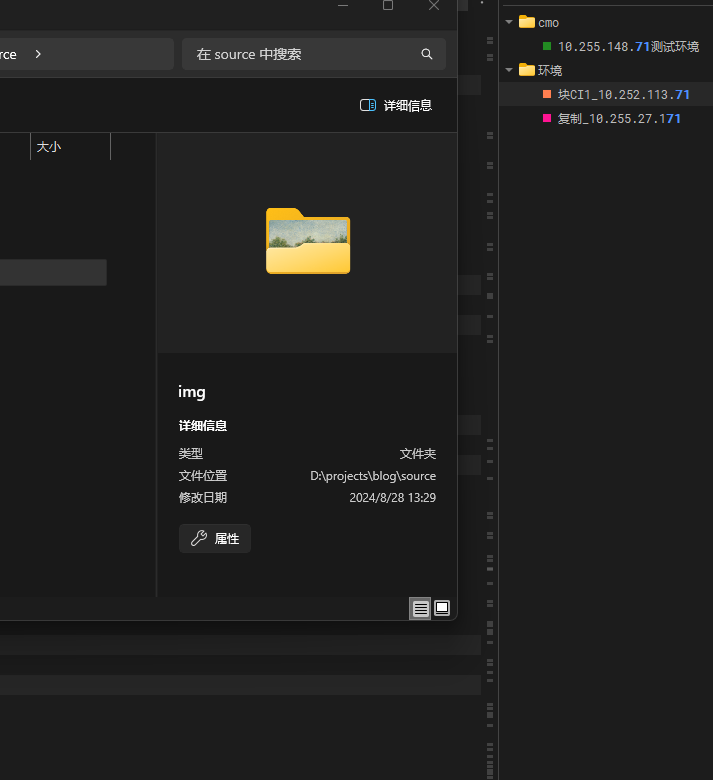 rce
在 source 中搜索
详细信息
大小
img
详细信息
类型 文件夹
文件位置 D:\projects\blog\source
修改日期 2024/8/28 13:29
属性
cmo
10.255.148.71测试环境
环境
块CI1_10.252.113.71
复制_10.255.27.171